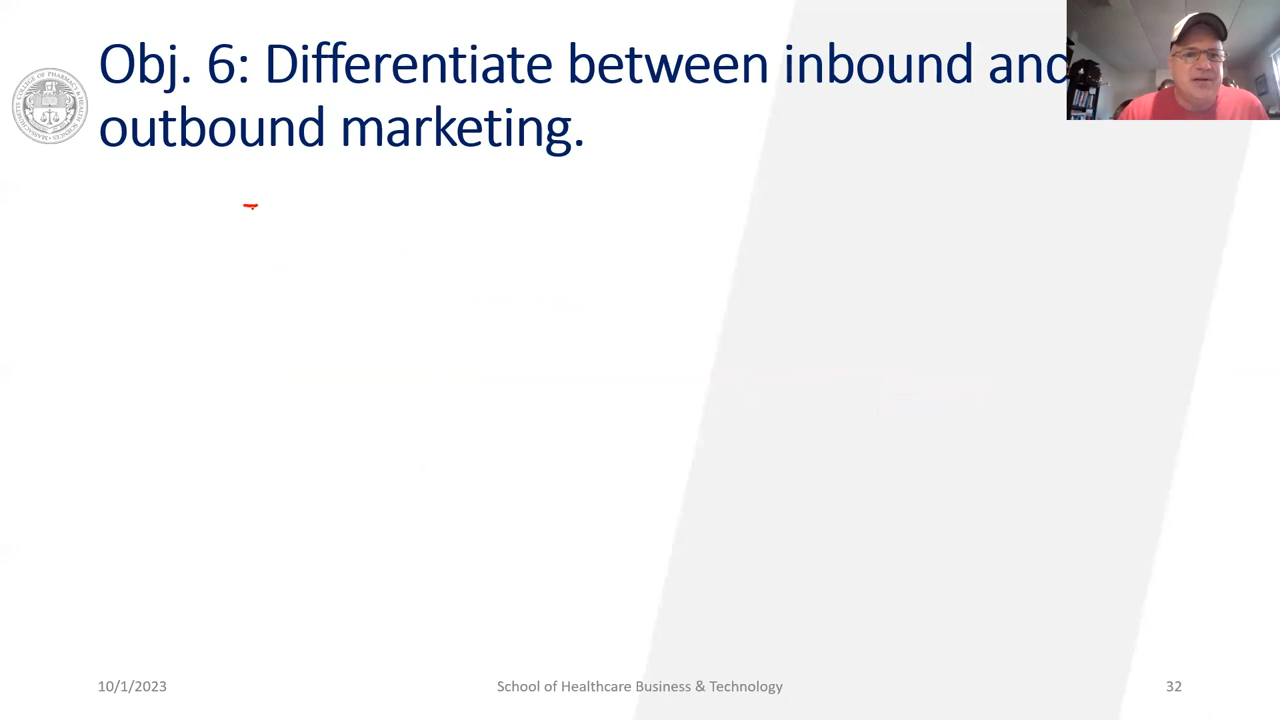 Obj. 6: Differentiate between inbound and
outbound marketing.
10/1/2023
School of Healthcare Business & Technology
32